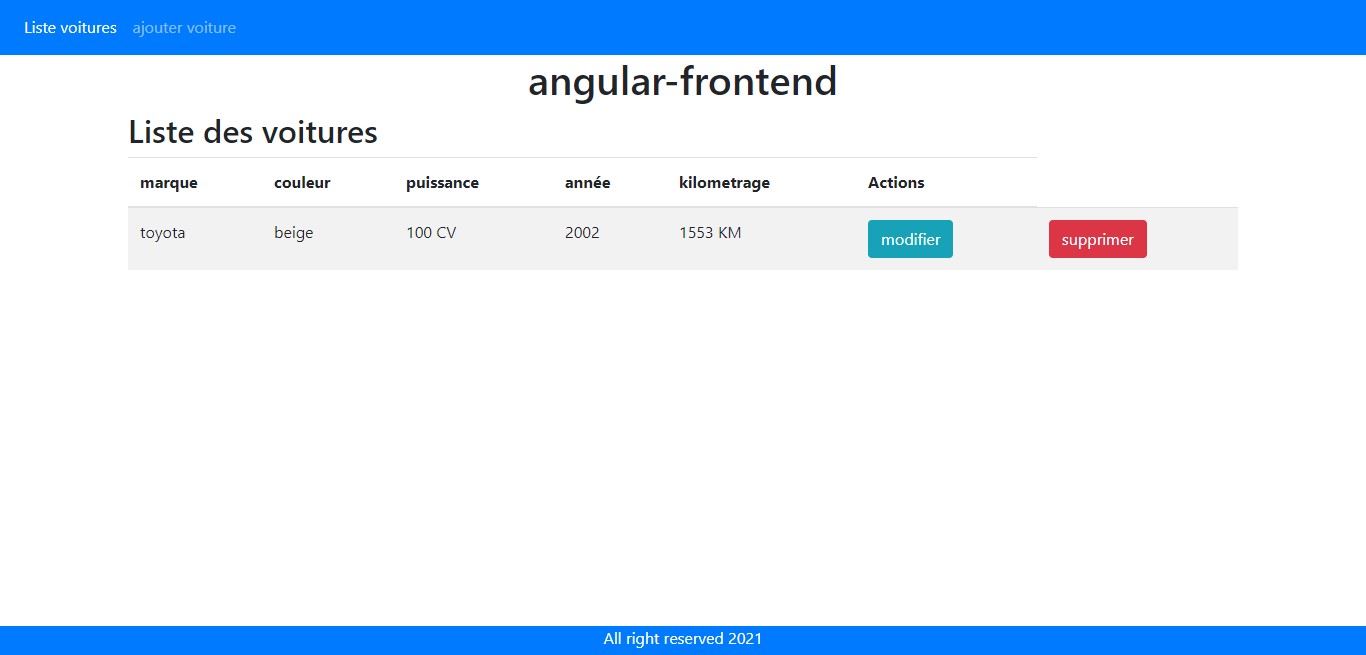 Liste voitures ajouter voiture
angular-frontend
Liste des voitures
marque couleur puissance année kilometrage Actions
toyota beige 100 CV 2002 1553 KM modifier supprimer
All right reserved 2021